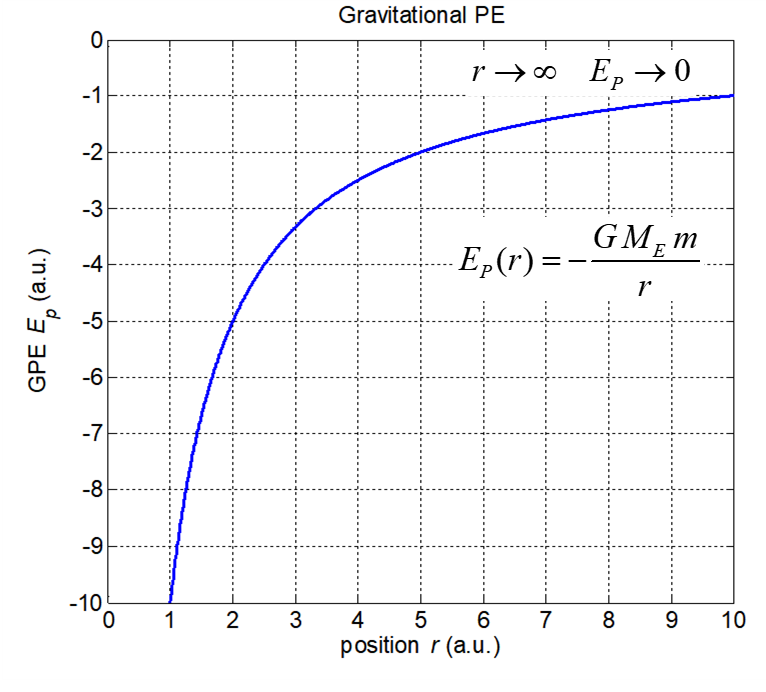 Gravitational PE
r → ∞ E_P → 0
E_P(r) = − G M_E m / r
GPE E_p (a.u.)
0
-1
-2
-3
-4
-5
-6
-7
-8
-9
-10
0 1 2 3 4 5 6 7 8 9 10
position r (a.u.)